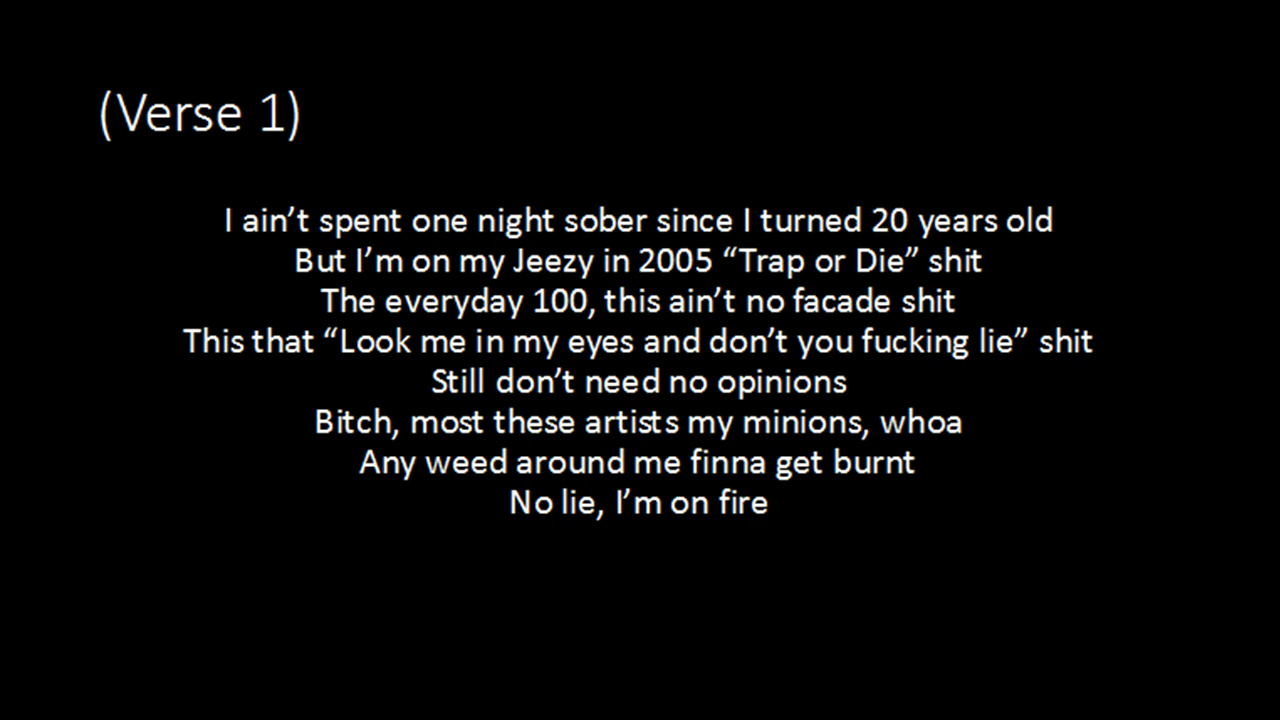 (Verse 1)
I ain’t spent one night sober since I turned 20 years old
But I’m on my Jeezy in 2005 “Trap or Die” shit
The everyday 100, this ain’t no facade shit
This that “Look me in my eyes and don’t you fucking lie” shit
Still don’t need no opinions
Bitch, most these artists my minions, whoa
Any weed around me finna get burnt
No lie, I’m on fire